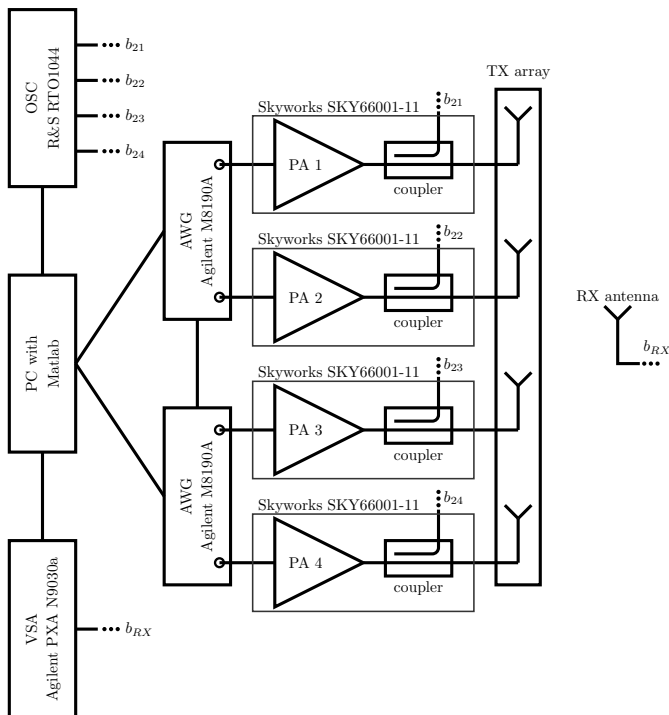 OSC
R&S RTO1044
b21
b22
b23
b24
PC with
Matlab
VSA
Agilent PXA N9030a
bRX
AWG
Agilent M8190A
AWG
Agilent M8190A
Skyworks SKY66001-11
b21
PA 1
coupler
Skyworks SKY66001-11
b22
PA 2
coupler
Skyworks SKY66001-11
b23
PA 3
coupler
Skyworks SKY66001-11
b24
PA 4
coupler
TX array
RX antenna
bRX